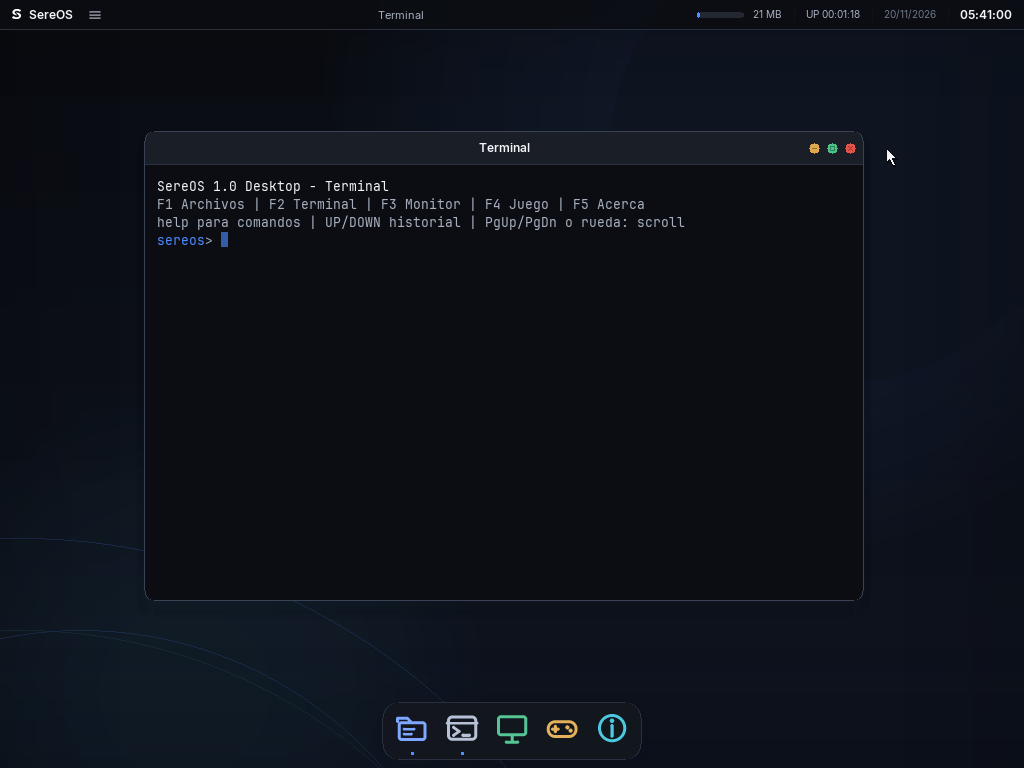 SereOS
Terminal
21 MB
UP 00:01:18
20/11/2026
05:41:00
Terminal
SereOS 1.0 Desktop - Terminal
F1 Archivos | F2 Terminal | F3 Monitor | F4 Juego | F5 Acerca
help para comandos | UP/DOWN historial | PgUp/PgDn o rueda: scroll
sereos>